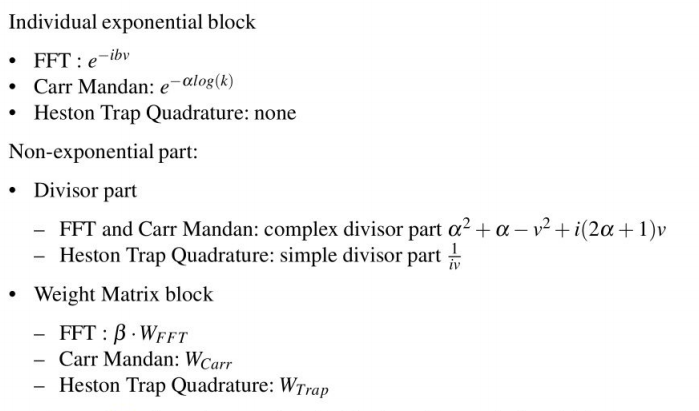 Individual exponential block
• FFT : $e^{-ibv}$
• Carr Mandan: $e^{-\alpha log(k)}$
• Heston Trap Quadrature: none
Non-exponential part:
• Divisor part
– FFT and Carr Mandan: complex divisor part $\alpha^2 + \alpha - v^2 + i(2\alpha + 1)v$
– Heston Trap Quadrature: simple divisor part $\frac{1}{iv}$
• Weight Matrix block
– FFT : $\beta \cdot W_{FFT}$
– Carr Mandan: $W_{Carr}$
– Heston Trap Quadrature: $W_{Trap}$